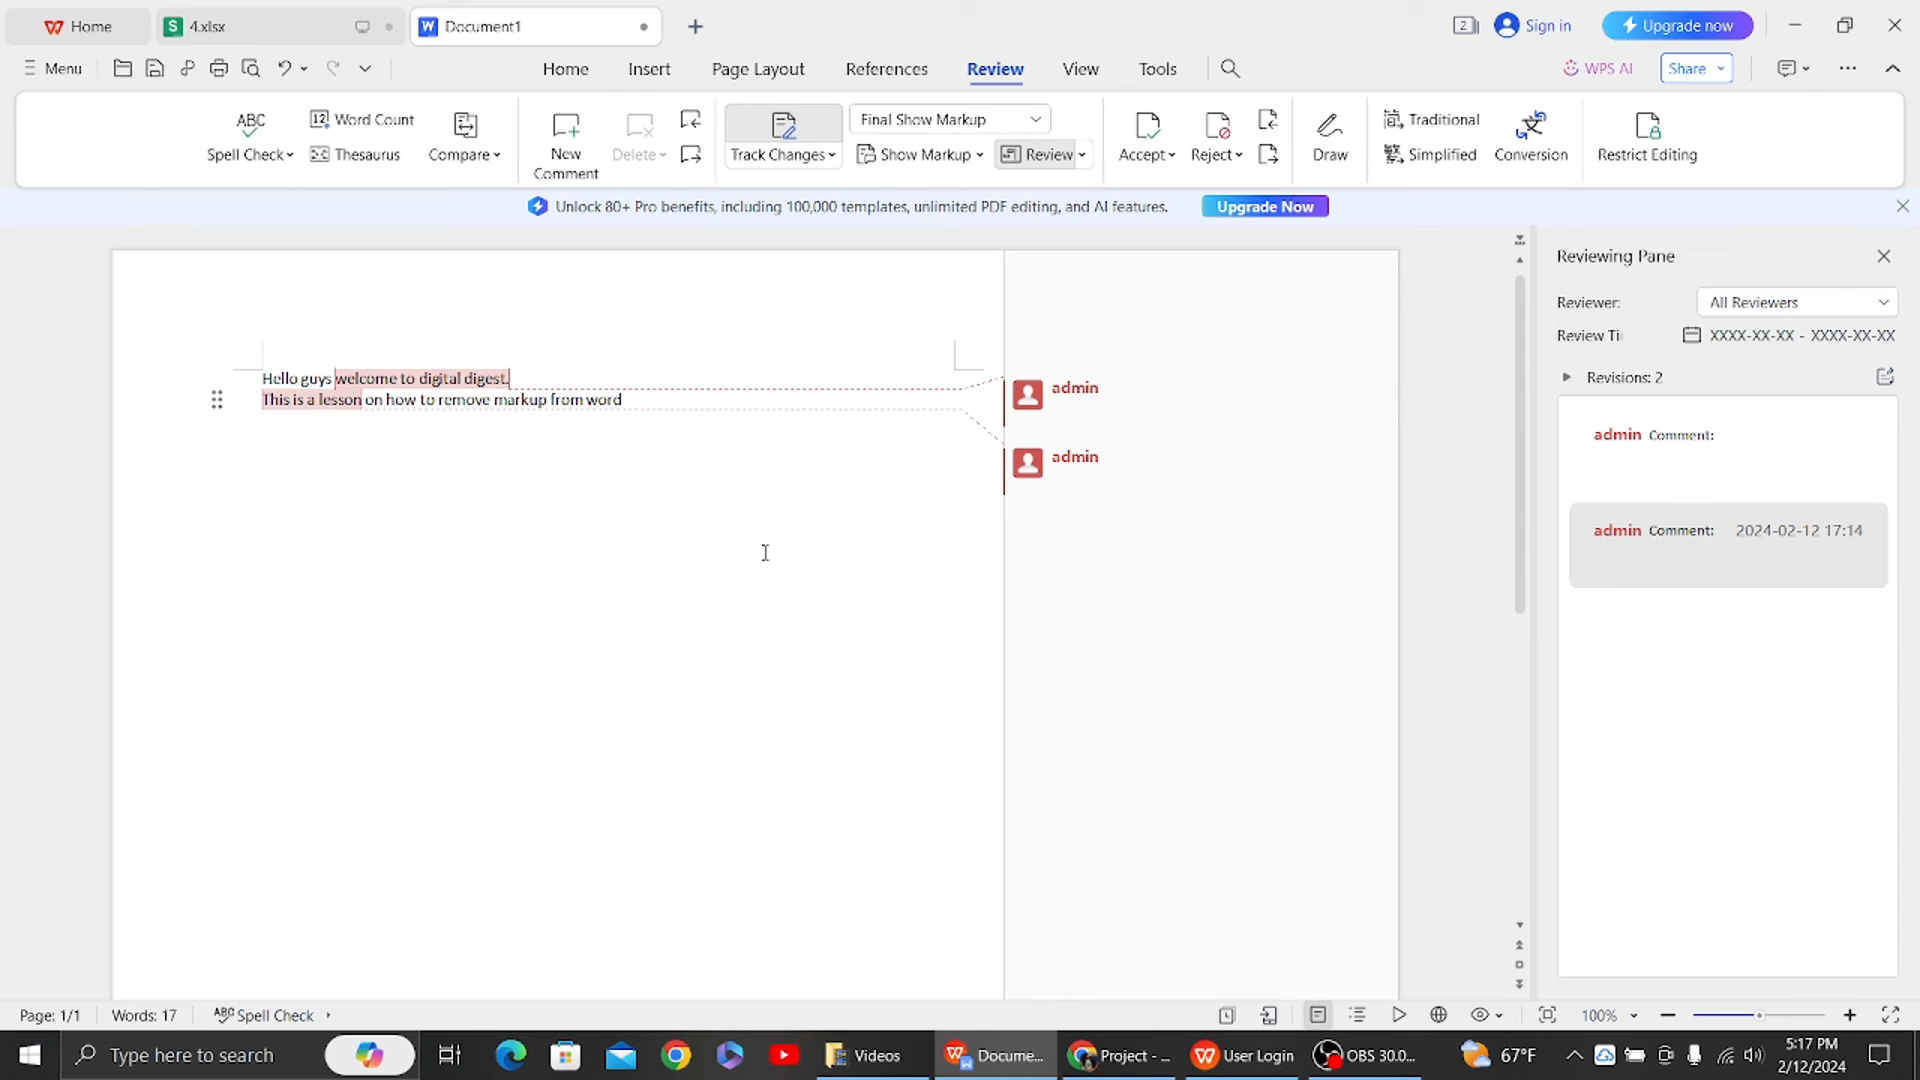 Home
4.xlsx
Document1
2
Sign in
Upgrade now
Menu
Home
Insert
Page Layout
References
Review
View
Tools
WPS AI
Share
ABC
Spell Check
Word Count
Thesaurus
Compare
New
Comment
Delete
Track Changes
Final Show Markup
Show Markup
Review
Accept
Reject
Draw
Traditional
Simplified
Conversion
Restrict Editing
Unlock 80+ Pro benefits, including 100,000 templates, unlimited PDF editing, and AI features.
Upgrade Now
Hello guys welcome to digital digest.
This is a lesson on how to remove markup from word
admin
admin
Reviewing Pane
Reviewer:
All Reviewers
Review Ti
XXXX-XX-XX - XXXX-XX-XX
Revisions: 2
admin Comment:
admin Comment: 2024-02-12 17:14
Page: 1/1
Words: 17
ABC Spell Check
100%
Type here to search
Videos
Docume...
Project - ...
User Login
OBS 30.0...
67°F
5:17 PM
2/12/2024